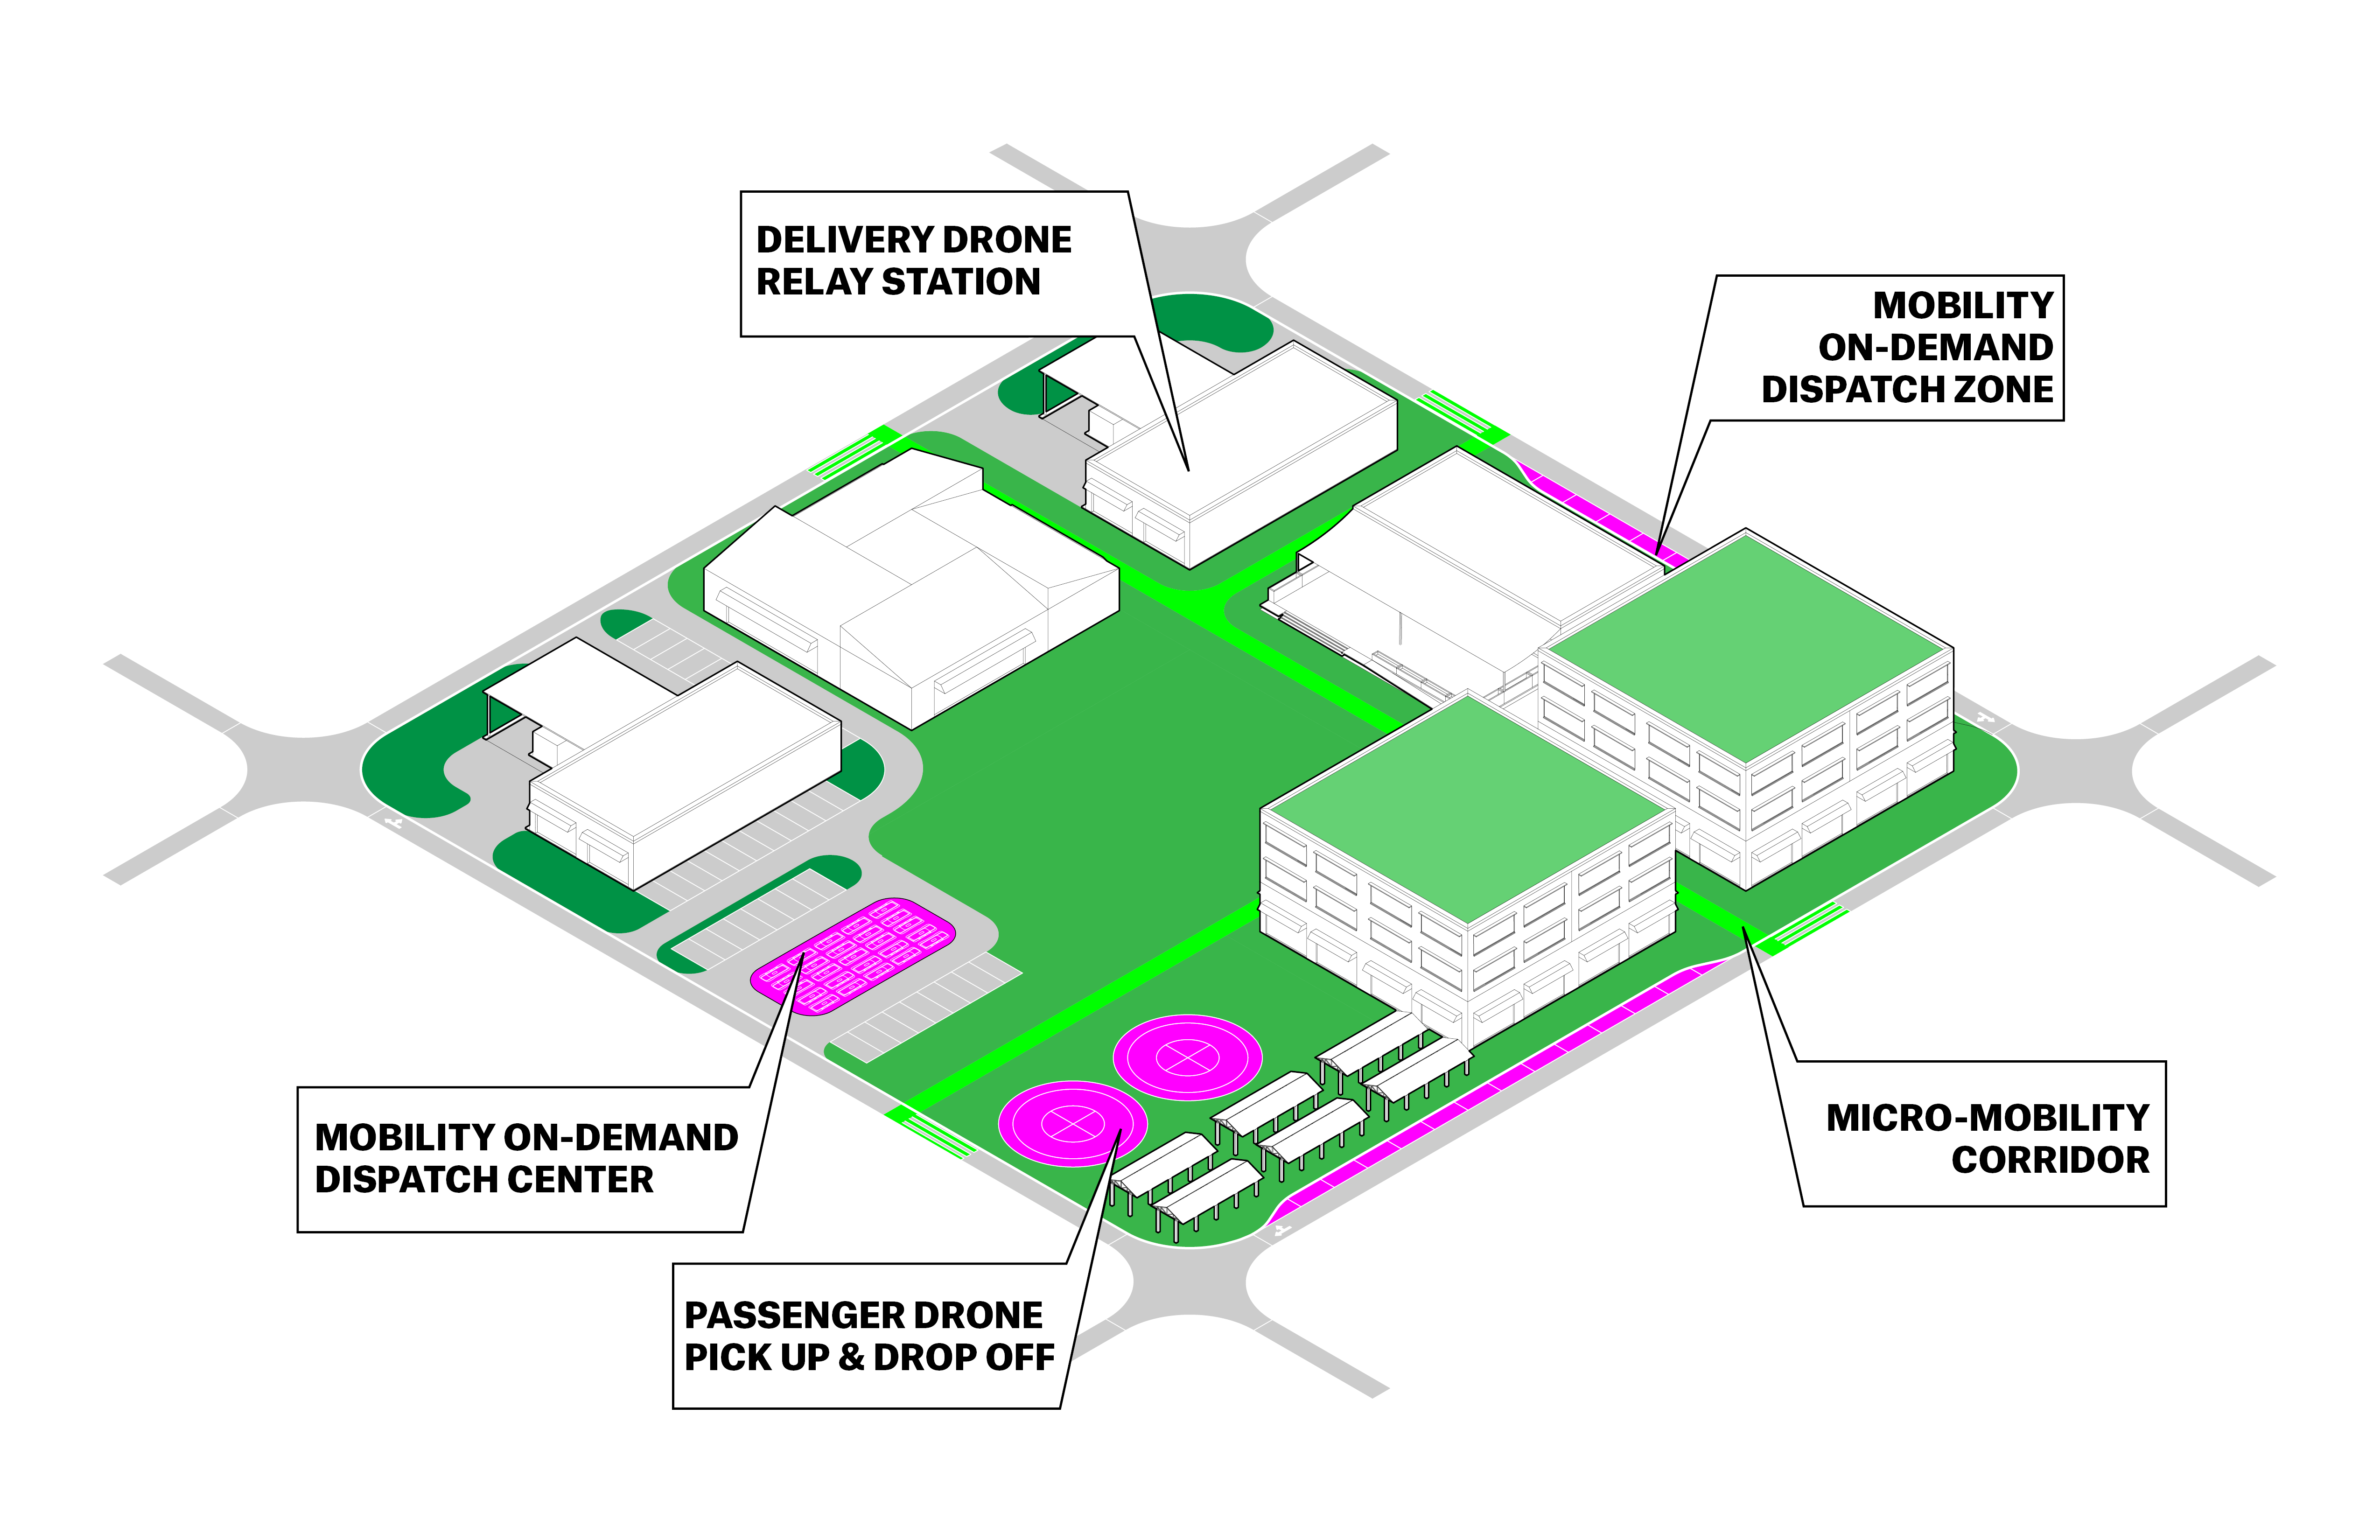 DELIVERY DRONE
RELAY STATION
MOBILITY
ON-DEMAND
DISPATCH ZONE
MOBILITY ON-DEMAND
DISPATCH CENTER
MICRO-MOBILITY
CORRIDOR
PASSENGER DRONE
PICK UP & DROP OFF